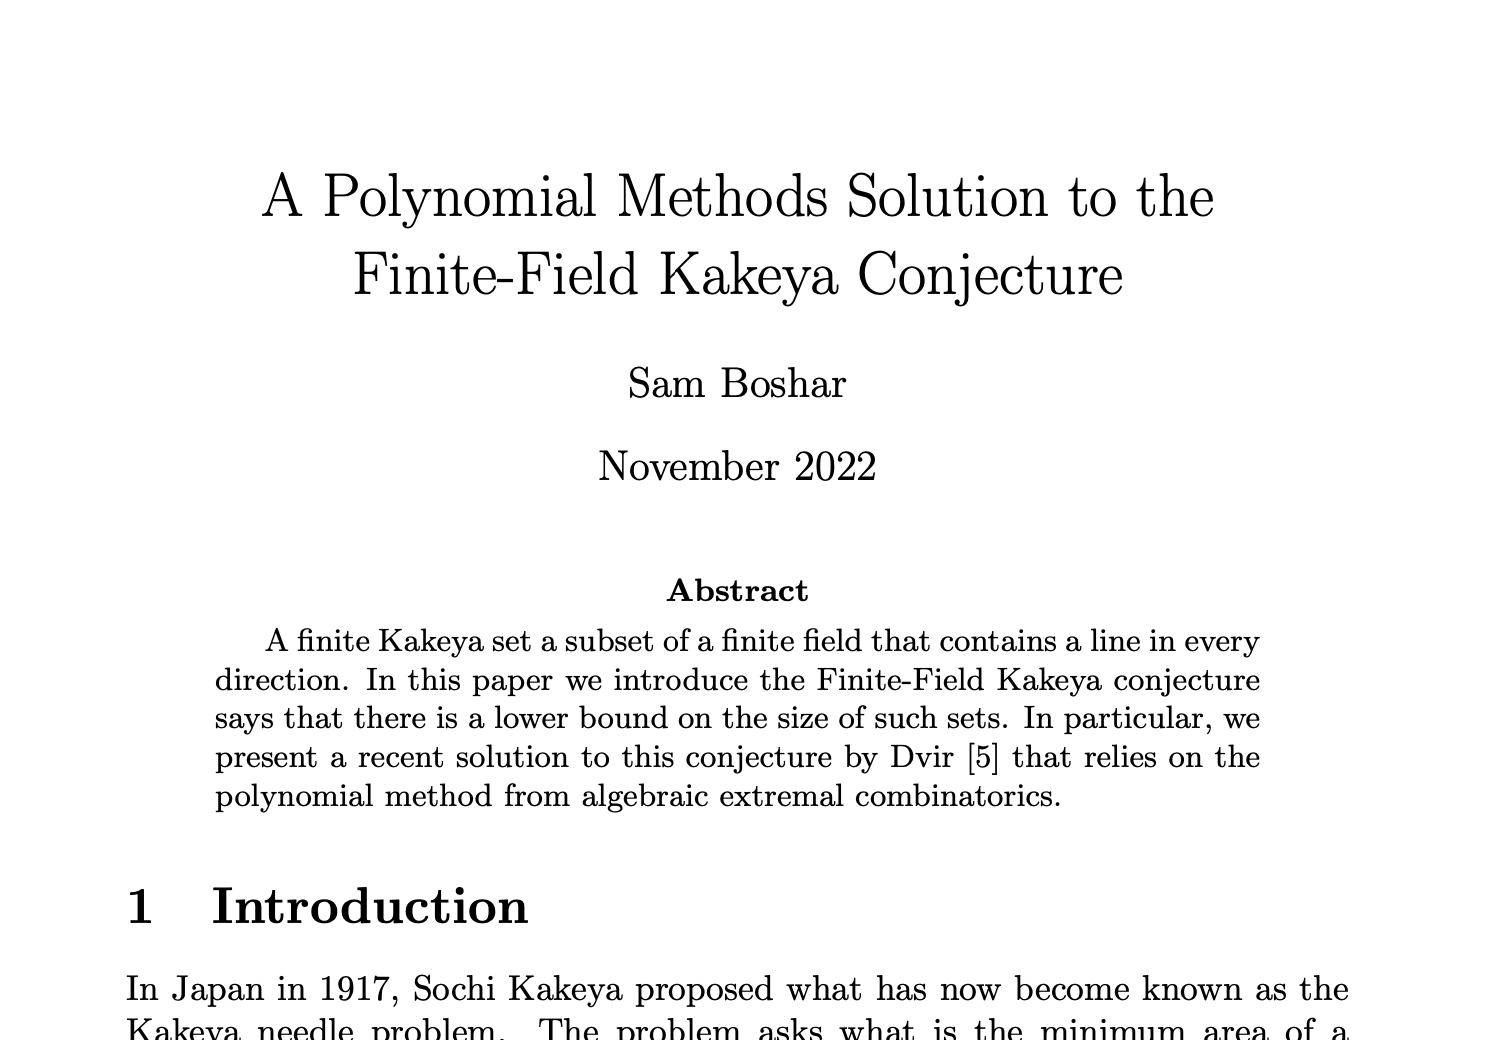 A Polynomial Methods Solution to the
Finite-Field Kakeya Conjecture
Sam Boshar
November 2022
Abstract
A finite Kakeya set a subset of a finite field that contains a line in every
direction. In this paper we introduce the Finite-Field Kakeya conjecture
says that there is a lower bound on the size of such sets. In particular, we
present a recent solution to this conjecture by Dvir [5] that relies on the
polynomial method from algebraic extremal combinatorics.
1 Introduction
In Japan in 1917, Sochi Kakeya proposed what has now become known as the
Kakeya needle problem. The problem asks what is the minimum area of a